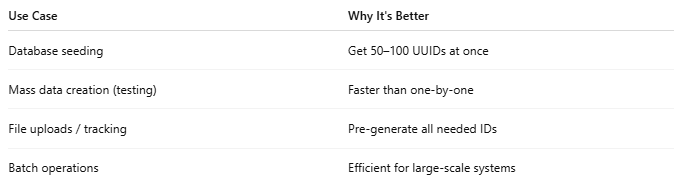 Use Case Why It's Better
Database seeding Get 50–100 UUIDs at once
Mass data creation (testing) Faster than one-by-one
File uploads / tracking Pre-generate all needed IDs
Batch operations Efficient for large-scale systems